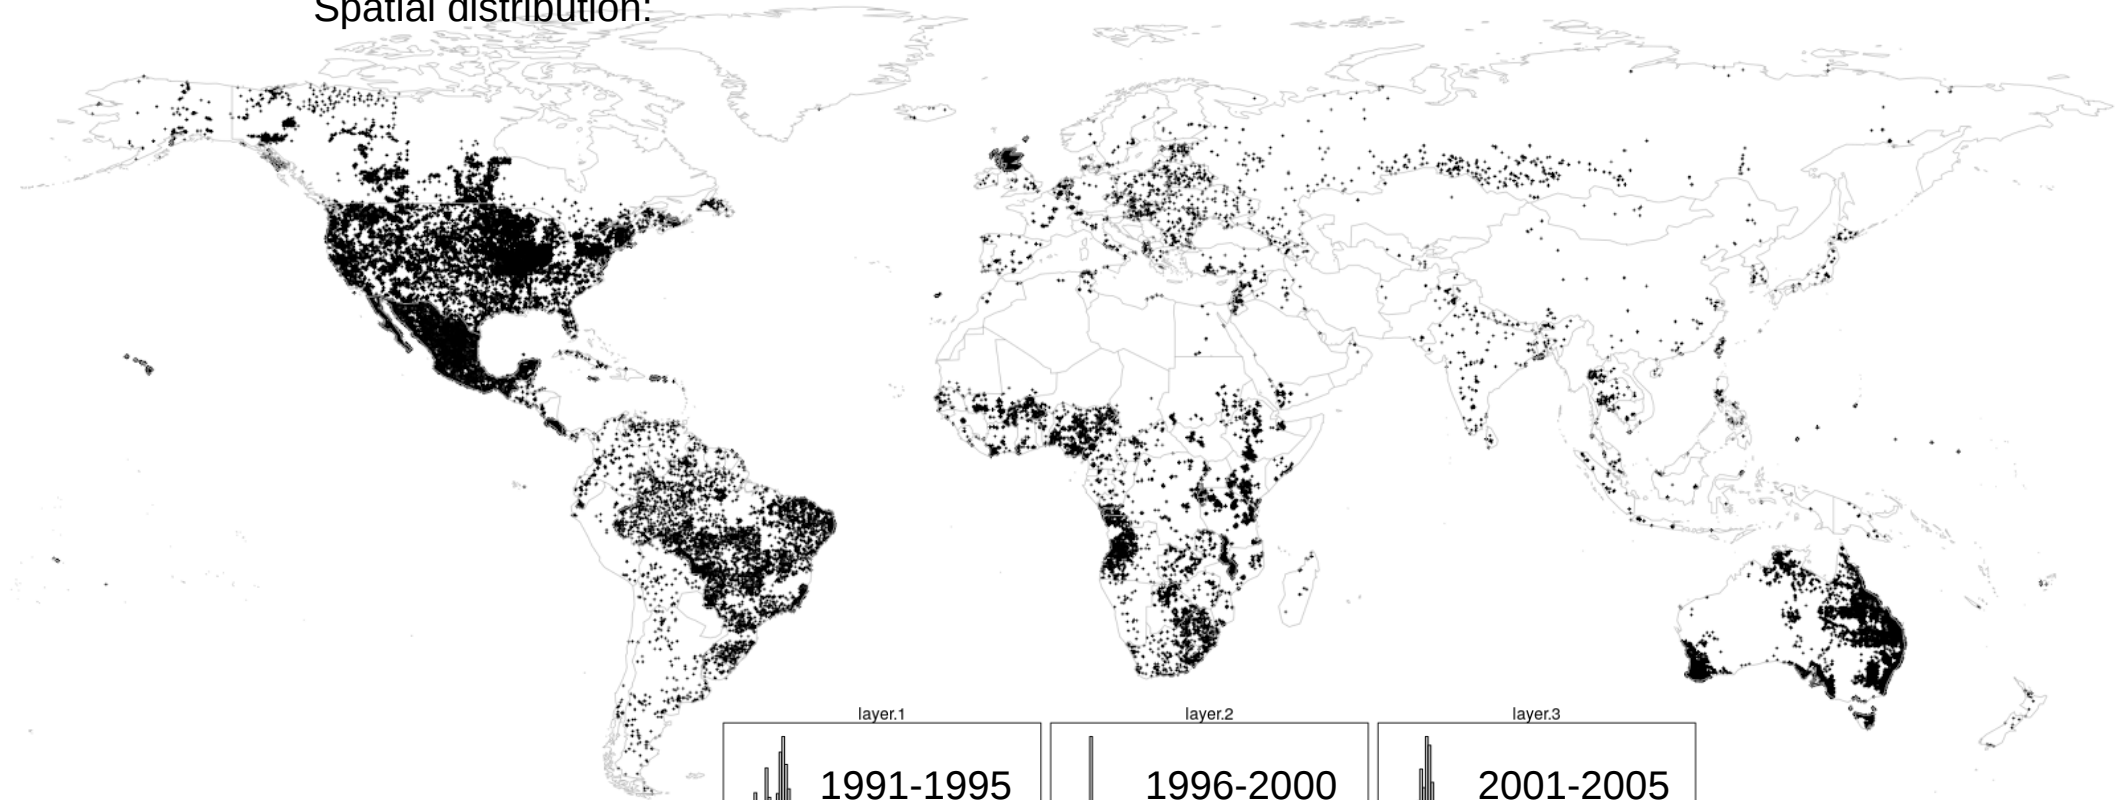 Spatial distribution:
layer.1 layer.2 layer.3
1991-1995 1996-2000 2001-2005